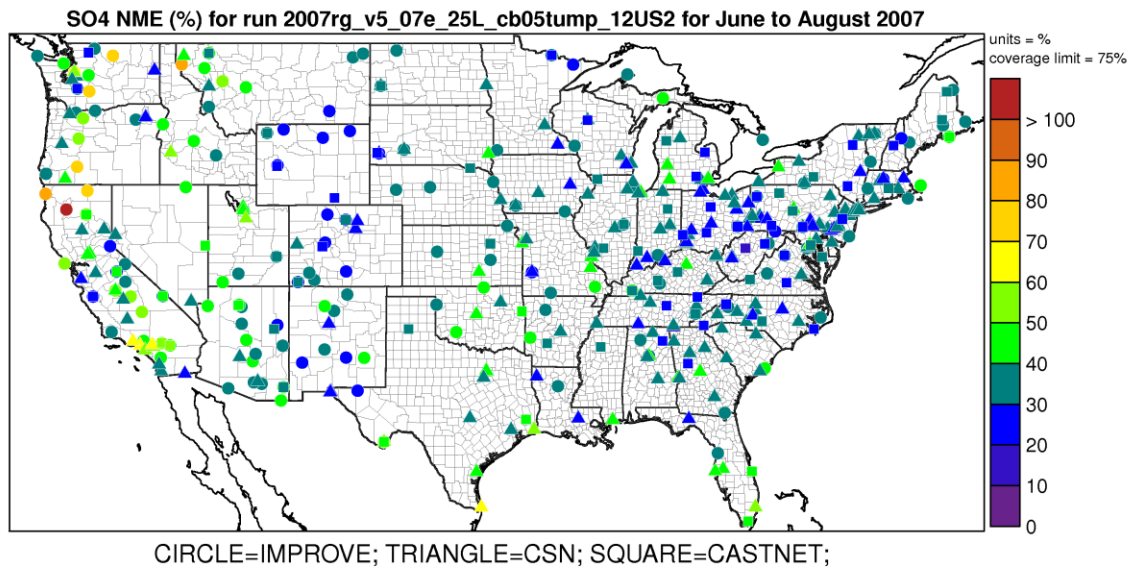 SO4 NME (%) for run 2007rg_v5_07e_25L_cb05tump_12US2 for June to August 2007
units = %
coverage limit = 75%
> 100
90
80
70
60
50
40
30
20
10
0
CIRCLE=IMPROVE; TRIANGLE=CSN; SQUARE=CASTNET;